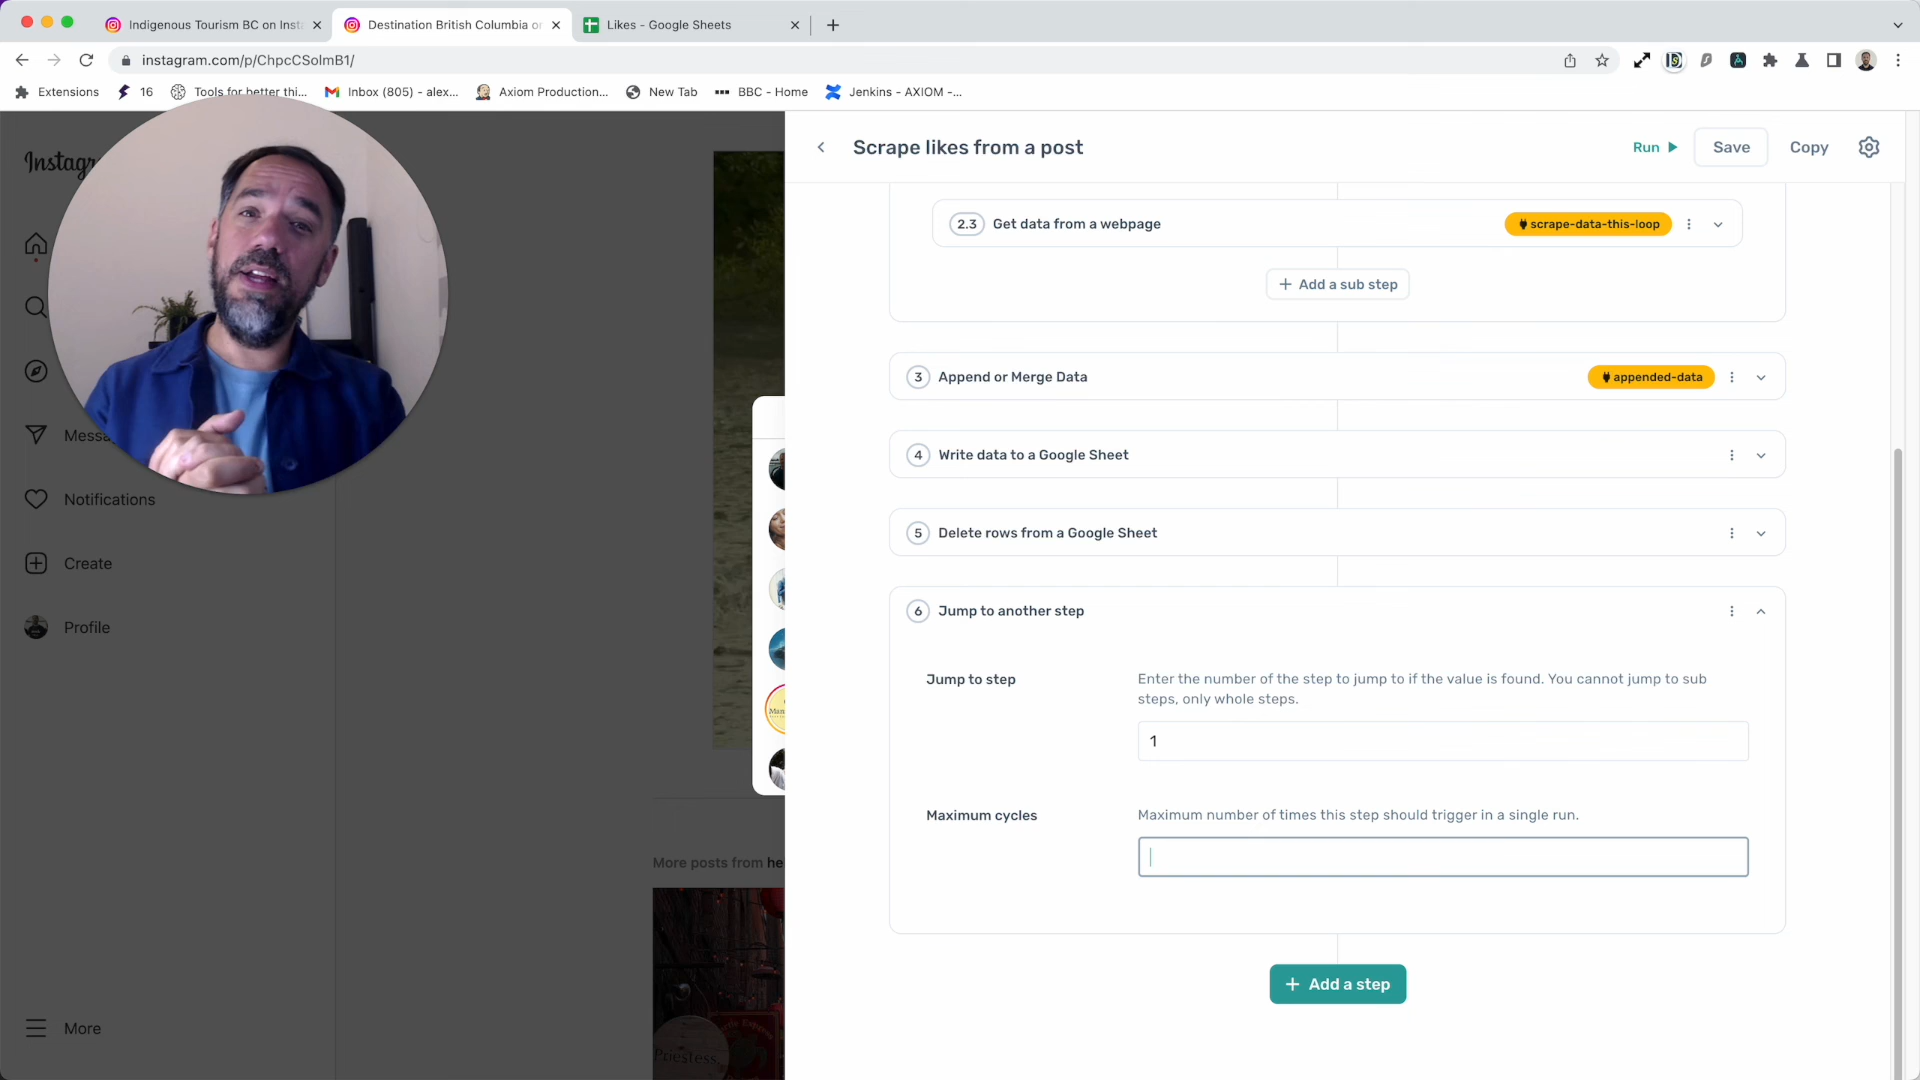 Indigenous Tourism BC on Insta
Destination British Columbia or
Likes - Google Sheets
instagram.com/p/ChpcCSolmB1/
Extensions
16
Tools for better thi...
Inbox (805) - alex...
Axiom Production...
New Tab
BBC - Home
Jenkins - AXIOM -...
Instagr
Messa
Notifications
Create
Profile
More
More posts from he
Priestess
Scrape likes from a post
Run
Save
Copy
2.3 Get data from a webpage
scrape-data-this-loop
+ Add a sub step
3 Append or Merge Data
appended-data
4 Write data to a Google Sheet
5 Delete rows from a Google Sheet
6 Jump to another step
Jump to step
Enter the number of the step to jump to if the value is found. You cannot jump to sub
steps, only whole steps.
1
Maximum cycles
Maximum number of times this step should trigger in a single run.
+ Add a step